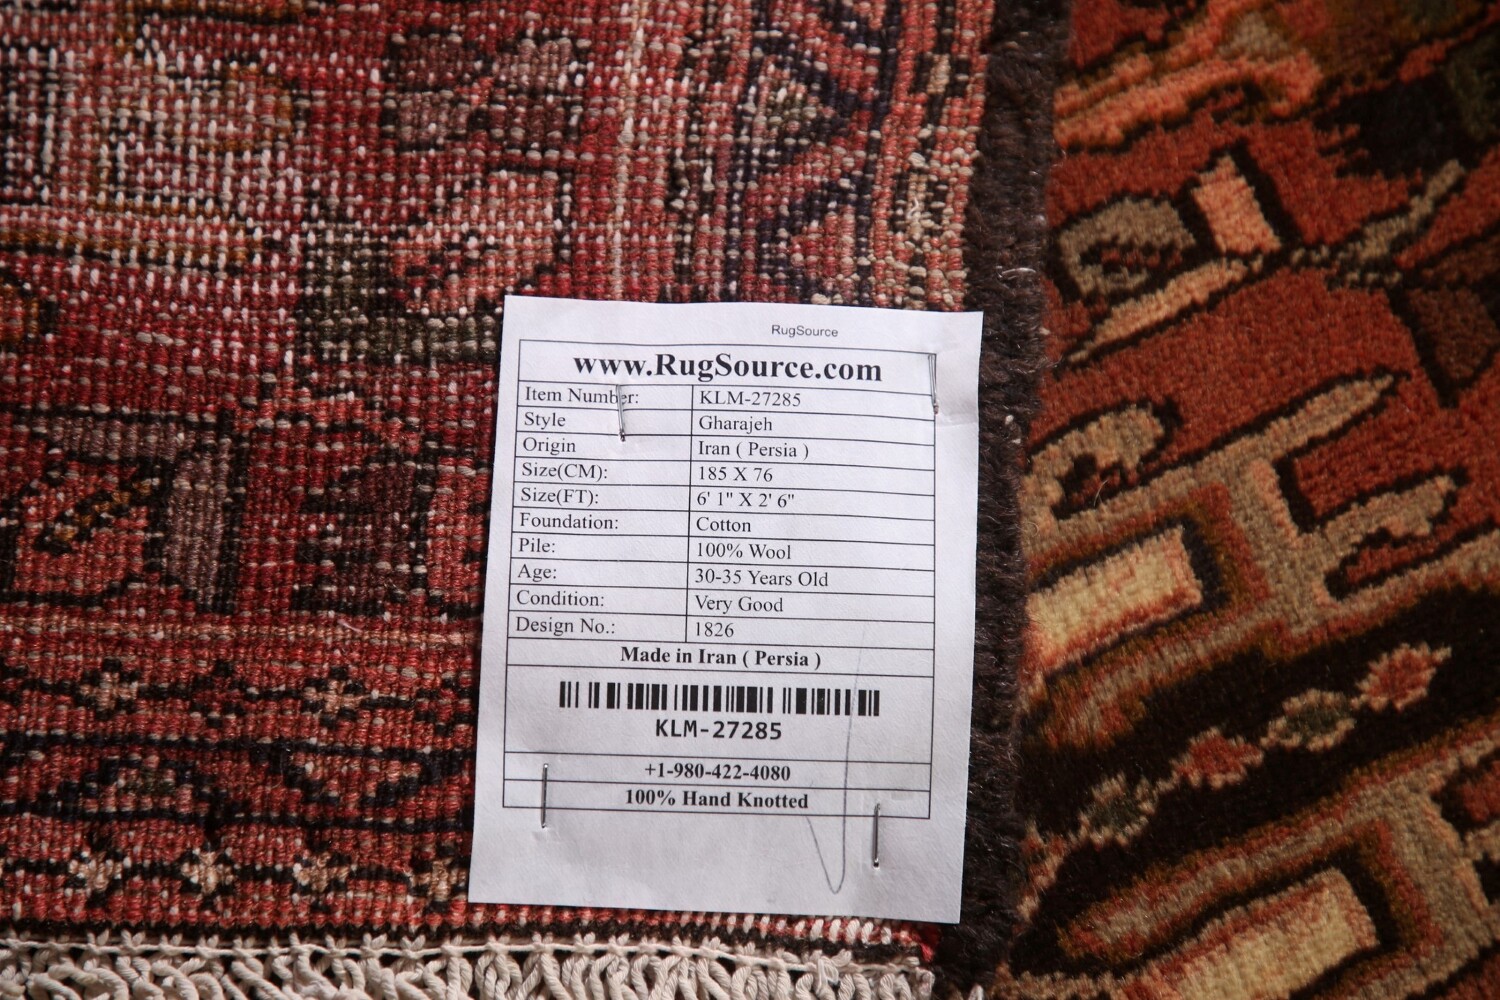 RugSource
www.RugSource.com
Item Number: KLM-27285
Style Gharajeh
Origin Iran ( Persia )
Size(CM): 185 X 76
Size(FT): 6' 1" X 2' 6"
Foundation: Cotton
Pile: 100% Wool
Age: 30-35 Years Old
Condition: Very Good
Design No.: 1826
Made in Iran ( Persia )
KLM-27285
+1-980-422-4080
100% Hand Knotted